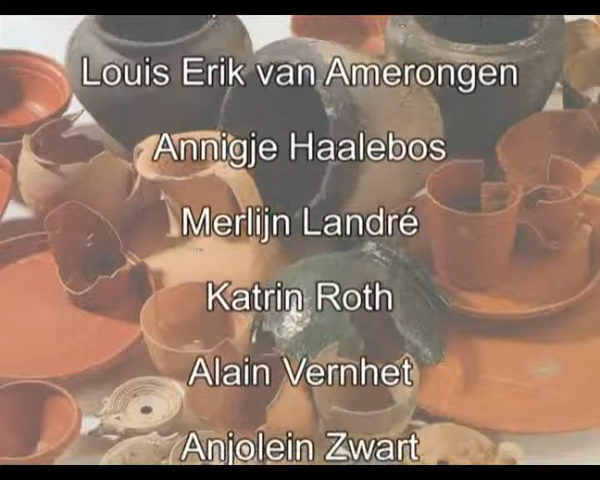 Louis Erik van Amerongen
Annigje Haalebos
Merlijn Landré
Katrin Roth
Alain Vernhet
Anjolein Zwart